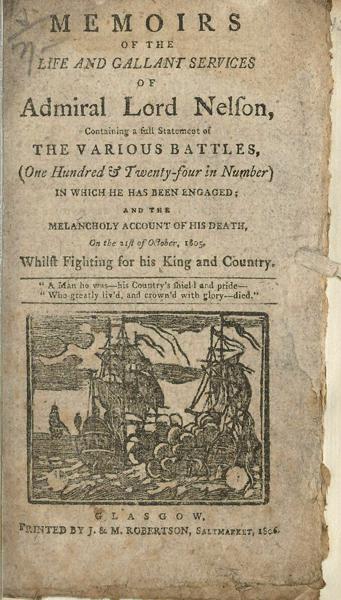 MEMOIRS
OF THE
LIFE AND GALLANT SERVICES
OF
Admiral Lord Nelſon,
Containing a full Statement of
THE VARIOUS BATTLES,
(One Hundred & Twenty-four in Number)
IN WHICH HE HAS BEEN ENGAGED;
AND THE
MELANCHOLY ACCOUNT OF HIS DEATH,
On the 21ſt of October, 1805,
Whilſt Fighting for his King and Country.
"A Man he was—his Country's ſhield and pride—
"Who greatly liv'd, and crown'd with glory—died."
GLASGOW,
PRINTED BY J. & M. ROBERTSON, SALTMARKET, 1806.